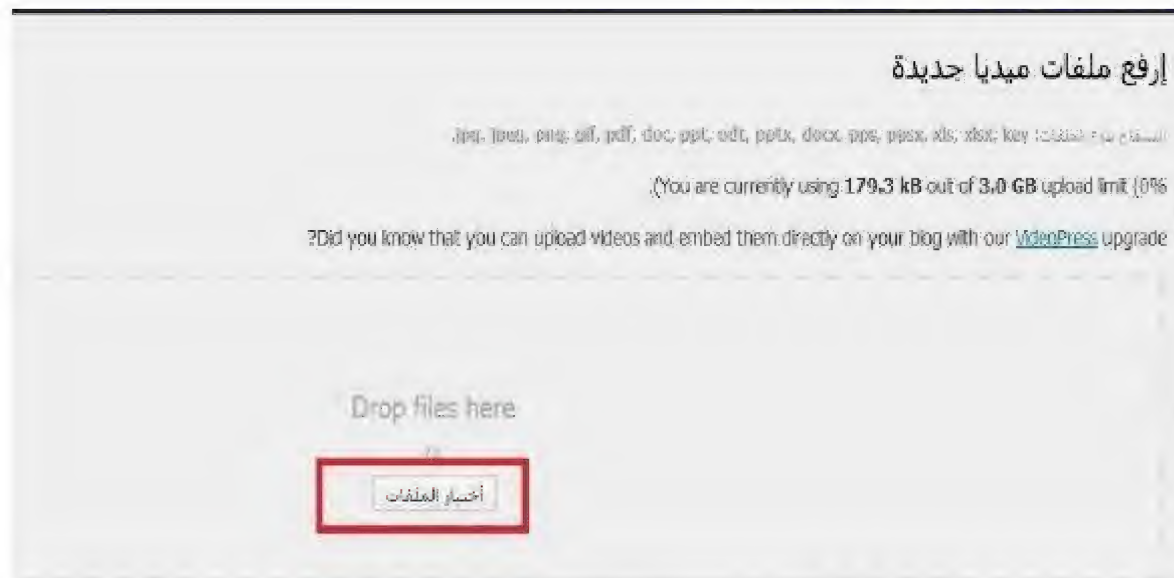 إرفع ملفات ميديا جديدة
jpg, jpeg, png, gif, pdf, doc, ppt, odt, pptx, docx, pps, ppsx, xls, xlsx, key
(You are currently using 179.3 kB out of 3.0 GB upload limit (0%.
Did you know that you can upload videos and embed them directly on your blog with our VideoPress upgrade?
Drop files here
أختيار الملفات